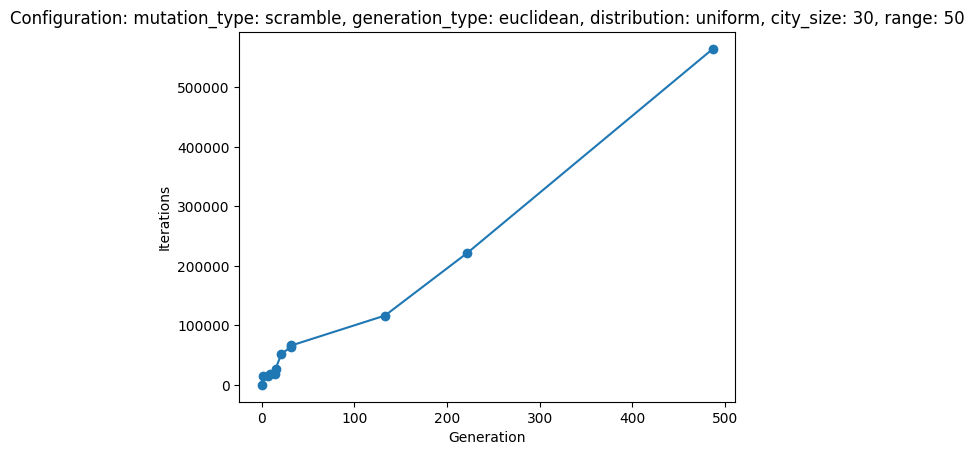 Configuration: mutation_type: scramble, generation_type: euclidean, distribution: uniform, city_size: 30, range: 50
500000
400000
300000
200000
100000
0
Iterations
0 100 200 300 400 500
Generation